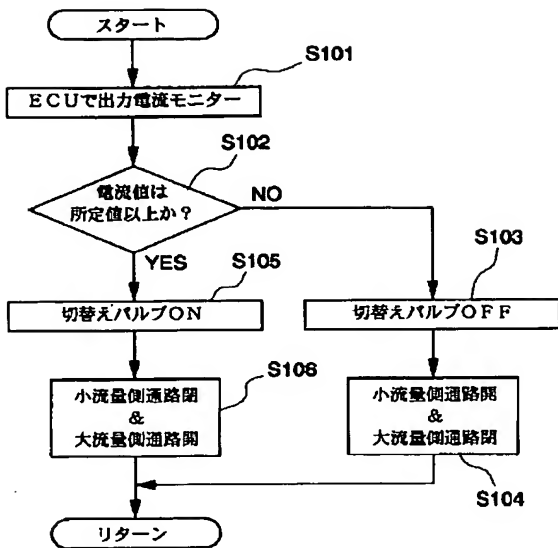 スタート
S101
ECUで出力電流モニター
S102
電流値は
所定値以上か？
NO
YES
S105
切替えバルブON
S103
切替えバルブOFF
S106
小流量側通路閉
&
大流量側通路開
小流量側通路開
&
大流量側通路閉
S104
リターン